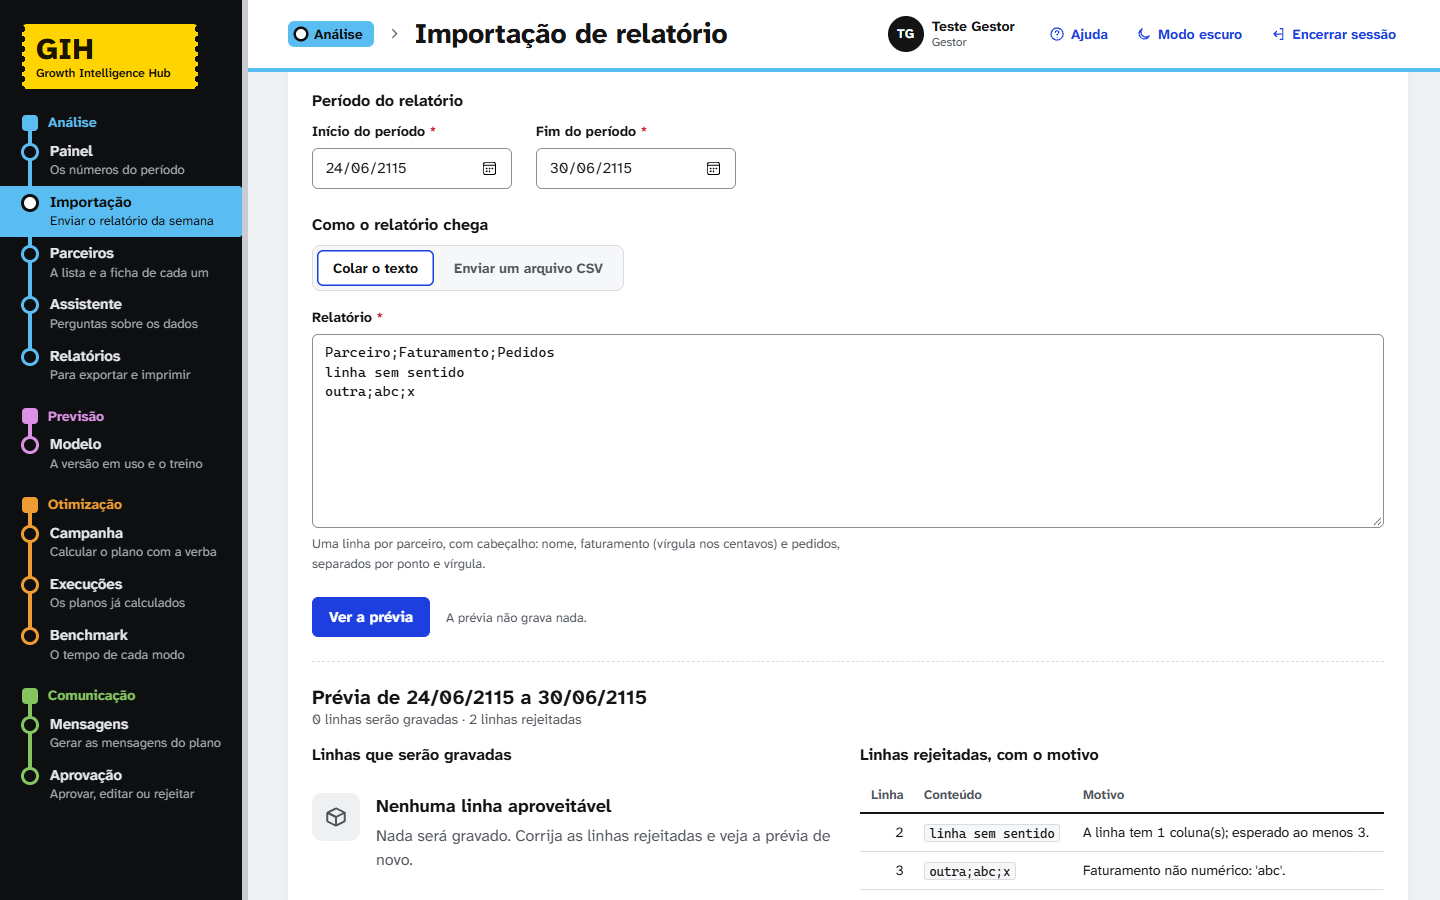 GIH
Growth Intelligence Hub
Análise
Painel
Os números do período
Importação
Enviar o relatório da semana
Parceiros
A lista e a ficha de cada um
Assistente
Perguntas sobre os dados
Relatórios
Para exportar e imprimir
Previsão
Modelo
A versão em uso e o treino
Otimização
Campanha
Calcular o plano com a verba
Execuções
Os planos já calculados
Benchmark
O tempo de cada modo
Comunicação
Mensagens
Gerar as mensagens do plano
Aprovação
Aprovar, editar ou rejeitar
Análise
Importação de relatório
TG
Teste Gestor
Gestor
Ajuda
Modo escuro
Encerrar sessão
Período do relatório
Início do período *
Fim do período *
24/06/2115
30/06/2115
Como o relatório chega
Colar o texto
Enviar um arquivo CSV
Relatório *
Parceiro;Faturamento;Pedidos
linha sem sentido
outra;abc;x
Uma linha por parceiro, com cabeçalho: nome, faturamento (vírgula nos centavos) e pedidos,
separados por ponto e vírgula.
Ver a prévia
A prévia não grava nada.
Prévia de 24/06/2115 a 30/06/2115
0 linhas serão gravadas · 2 linhas rejeitadas
Linhas que serão gravadas
Nenhuma linha aproveitável
Nada será gravado. Corrija as linhas rejeitadas e veja a prévia de
novo.
Linhas rejeitadas, com o motivo
Linha Conteúdo Motivo
2 linha sem sentido A linha tem 1 coluna(s); esperado ao menos 3.
3 outra;abc;x Faturamento não numérico: 'abc'.